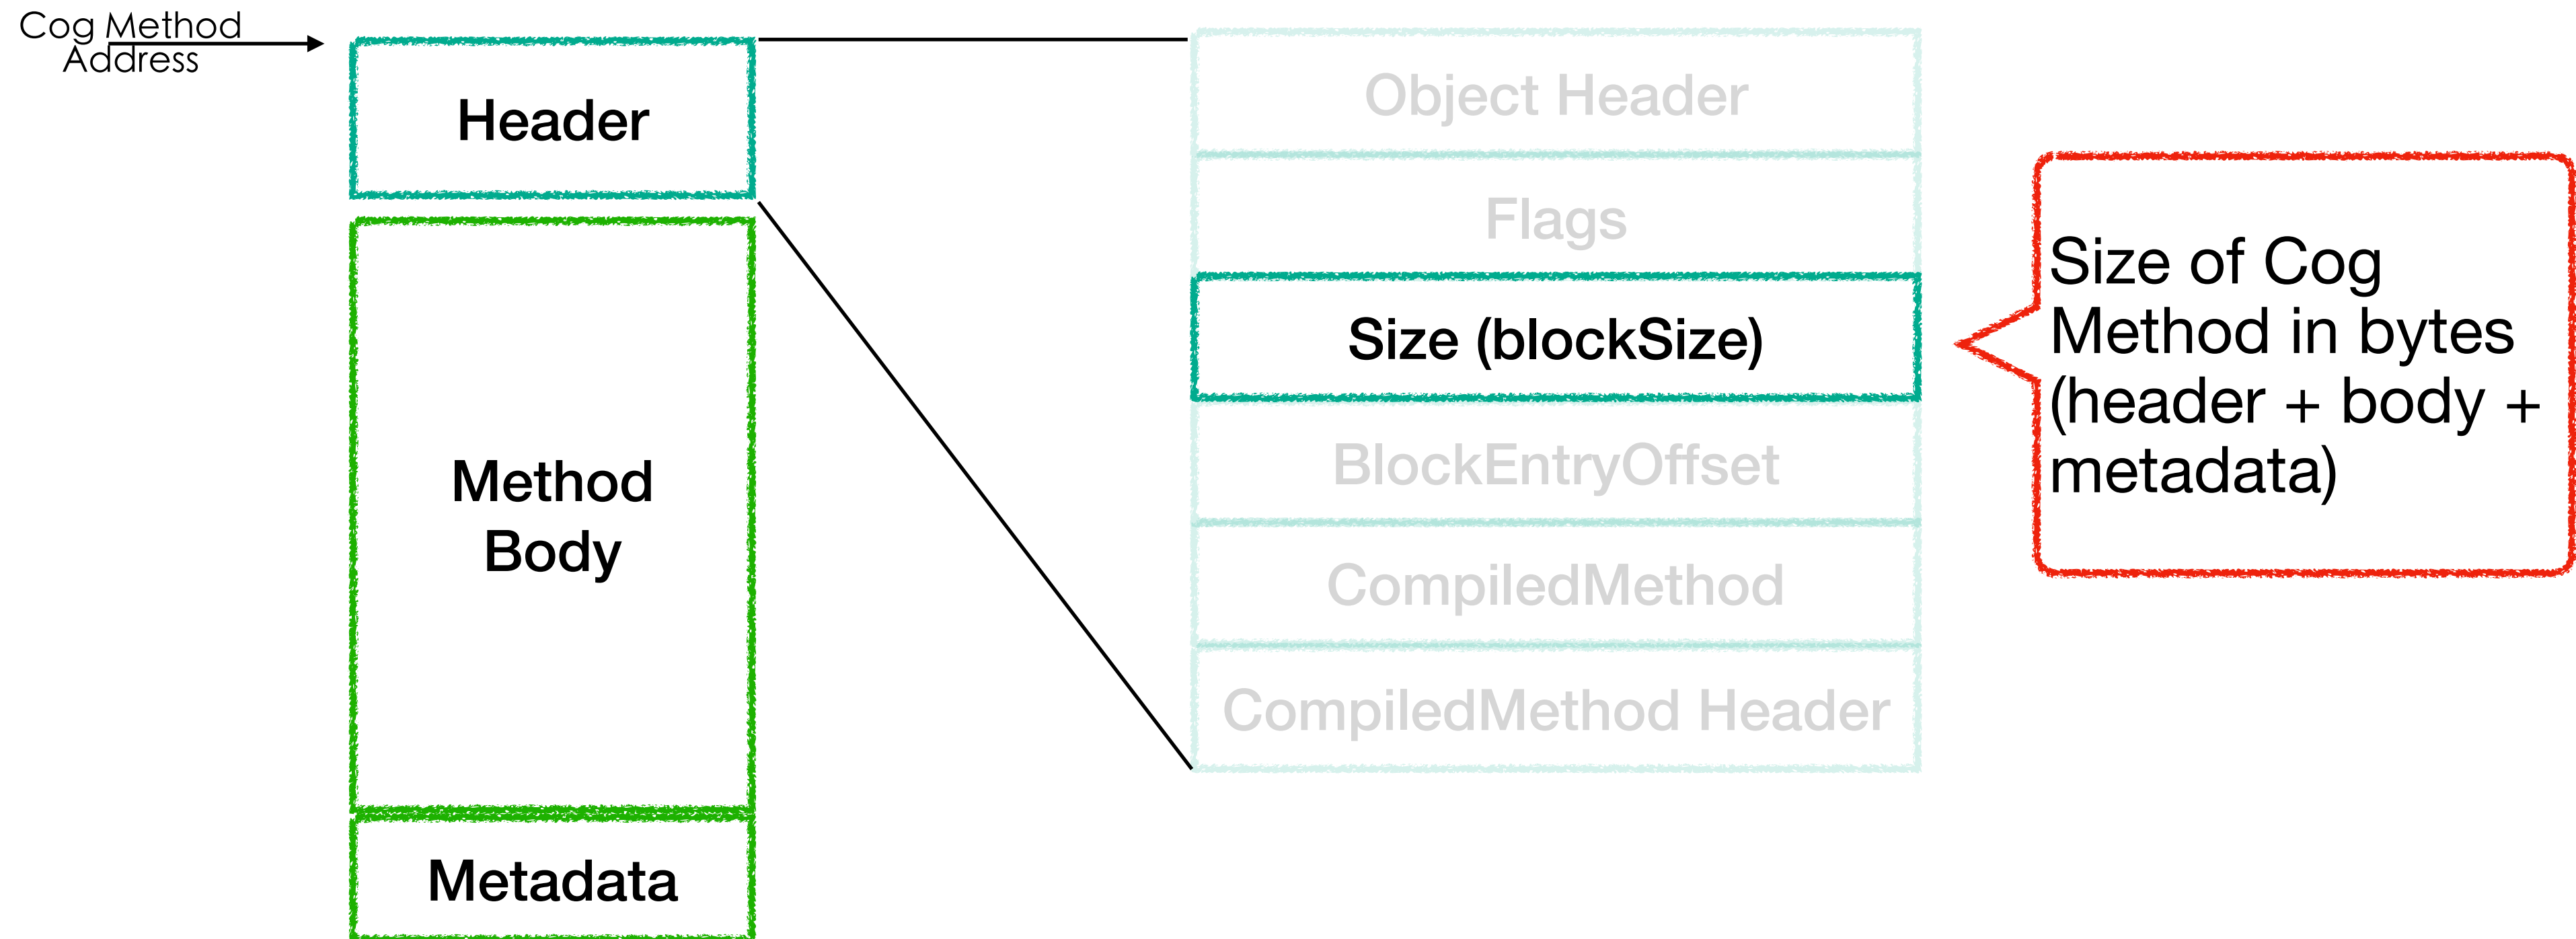 Cog Method
Address
Header
Method
Body
Metadata
Object Header
Flags
Size (blockSize)
BlockEntryOffset
CompiledMethod
CompiledMethod Header
Size of Cog
Method in bytes
(header + body +
metadata)